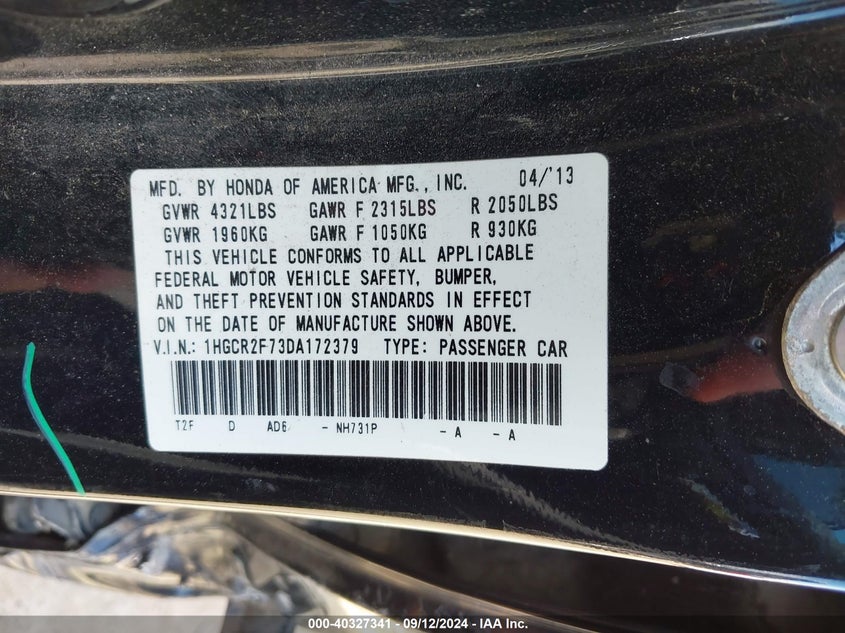 MFD. BY HONDA OF AMERICA MFG., INC. 04/'13
GVWR 4321LBS GAWR F 2315LBS R 2050LBS
GVWR 1960KG GAWR F 1050KG R 930KG
THIS VEHICLE CONFORMS TO ALL APPLICABLE
FEDERAL MOTOR VEHICLE SAFETY, BUMPER,
AND THEFT PREVENTION STANDARDS IN EFFECT
ON THE DATE OF MANUFACTURE SHOWN ABOVE.
V.I.N.: 1HGCR2F73DA172379 TYPE: PASSENGER CAR
T2F D AD6 - NH731P - A - A
000-40327341 - 09/12/2024 - IAA Inc.